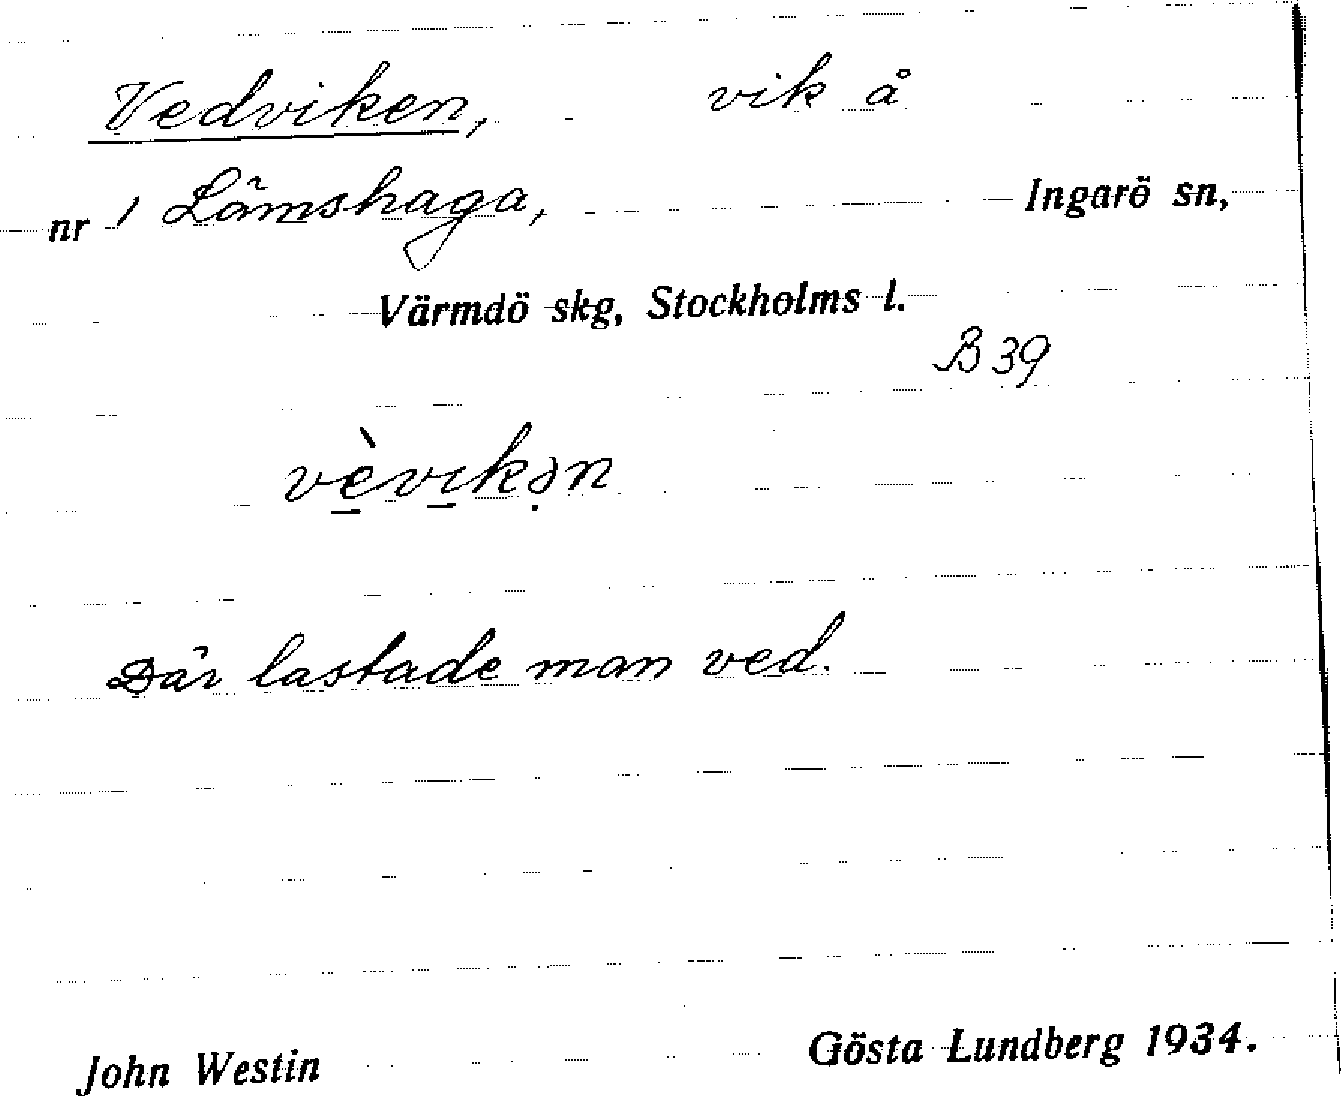 Vedviken, vik å
nr 1 Lämshaga, Ingarö sn,
Värmdö skg, Stockholms l.
B 39
vèvikən
Där lastade man ved.
John Westin Gösta Lundberg 1934.